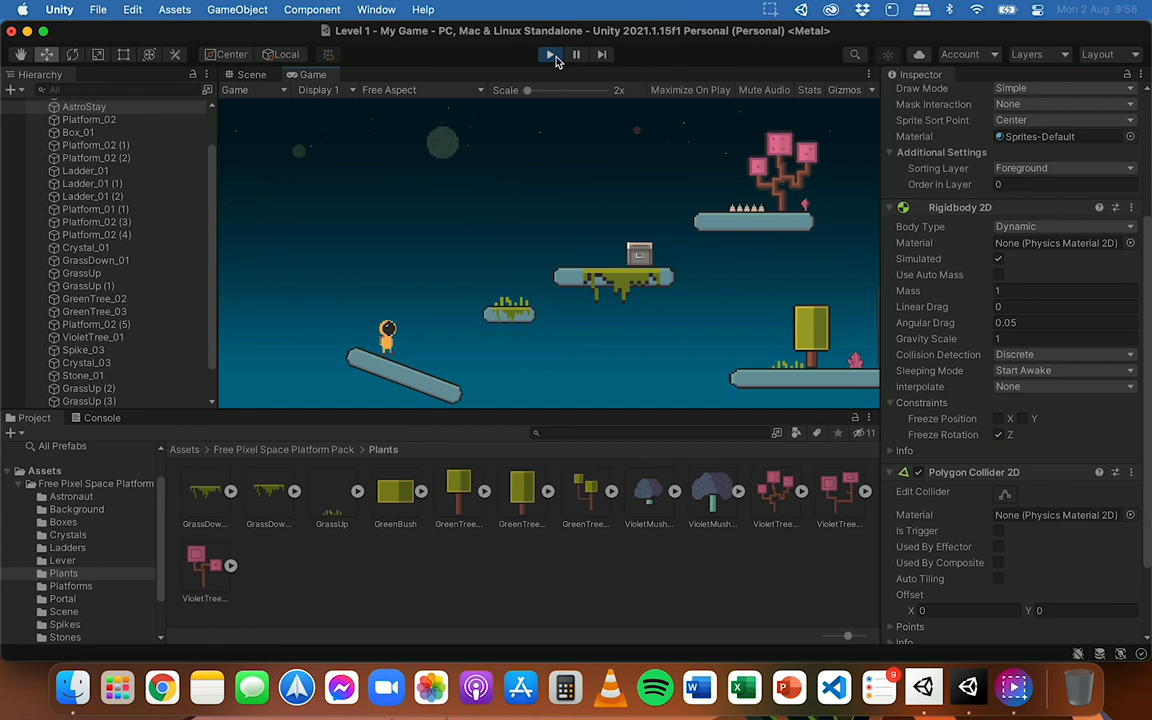 Unity File Edit Assets GameObject Component Window Help Mon 2 Aug 9:58
Level 1 - My Game - PC, Mac & Linux Standalone - Unity 2021.1.15f1 Personal (Personal) <Metal>
Center Local Account Layers Layout
Hierarchy Scene Game Inspector
All Game Display 1 Free Aspect Scale 2x Maximize On Play Mute Audio Stats Gizmos
AstroStay
Platform_02
Box_01
Platform_02 (1)
Platform_02 (2)
Ladder_01
Ladder_01 (1)
Ladder_01 (2)
Platform_01 (1)
Platform_02 (3)
Platform_02 (4)
Crystal_01
GrassDown_01
GrassUp
GrassUp (1)
GreenTree_02
GreenTree_03
Platform_02 (5)
VioletTree_01
Spike_03
Crystal_03
Stone_01
GrassUp (2)
GrassUp (3)
Draw Mode Simple
Mask Interaction None
Sprite Sort Point Center
Material Sprites-Default
Additional Settings
Sorting Layer Foreground
Order in Layer 0
Rigidbody 2D
Body Type Dynamic
Material None (Physics Material 2D)
Simulated
Use Auto Mass
Mass 1
Linear Drag 0
Angular Drag 0.05
Gravity Scale 1
Collision Detection Discrete
Sleeping Mode Start Awake
Interpolate None
Constraints
Freeze Position X Y
Freeze Rotation Z
Info
Polygon Collider 2D
Edit Collider
Material None (Physics Material 2D)
Is Trigger
Used By Effector
Used By Composite
Auto Tiling
Offset
X 0 Y 0
Points
Info
Project Console
11
All Prefabs
Assets
Free Pixel Space Platform
Astronaut
Background
Boxes
Crystals
Ladders
Lever
Plants
Platforms
Portal
Scene
Spikes
Stones
Assets > Free Pixel Space Platform Pack > Plants
GrassDow... GrassDow... GrassUp GreenBush GreenTree... GreenTree... GreenTree... VioletMush... VioletMush... VioletTree... VioletTree...
VioletTree...
9